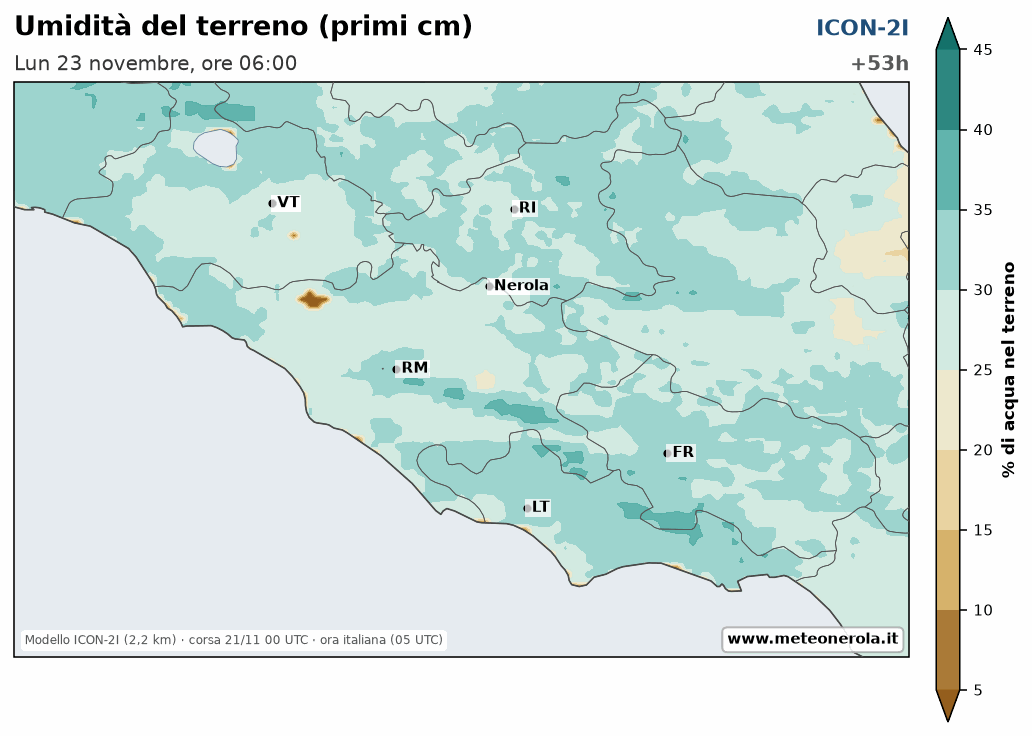 Umidità del terreno (primi cm)
ICON-2I
Lun 23 novembre, ore 06:00
+53h
VT
RI
Nerola
RM
FR
LT
Modello ICON-2I (2,2 km) · corsa 21/11 00 UTC · ora italiana (05 UTC)
www.meteonerola.it
45
40
35
30
25
20
15
10
5
% di acqua nel terreno